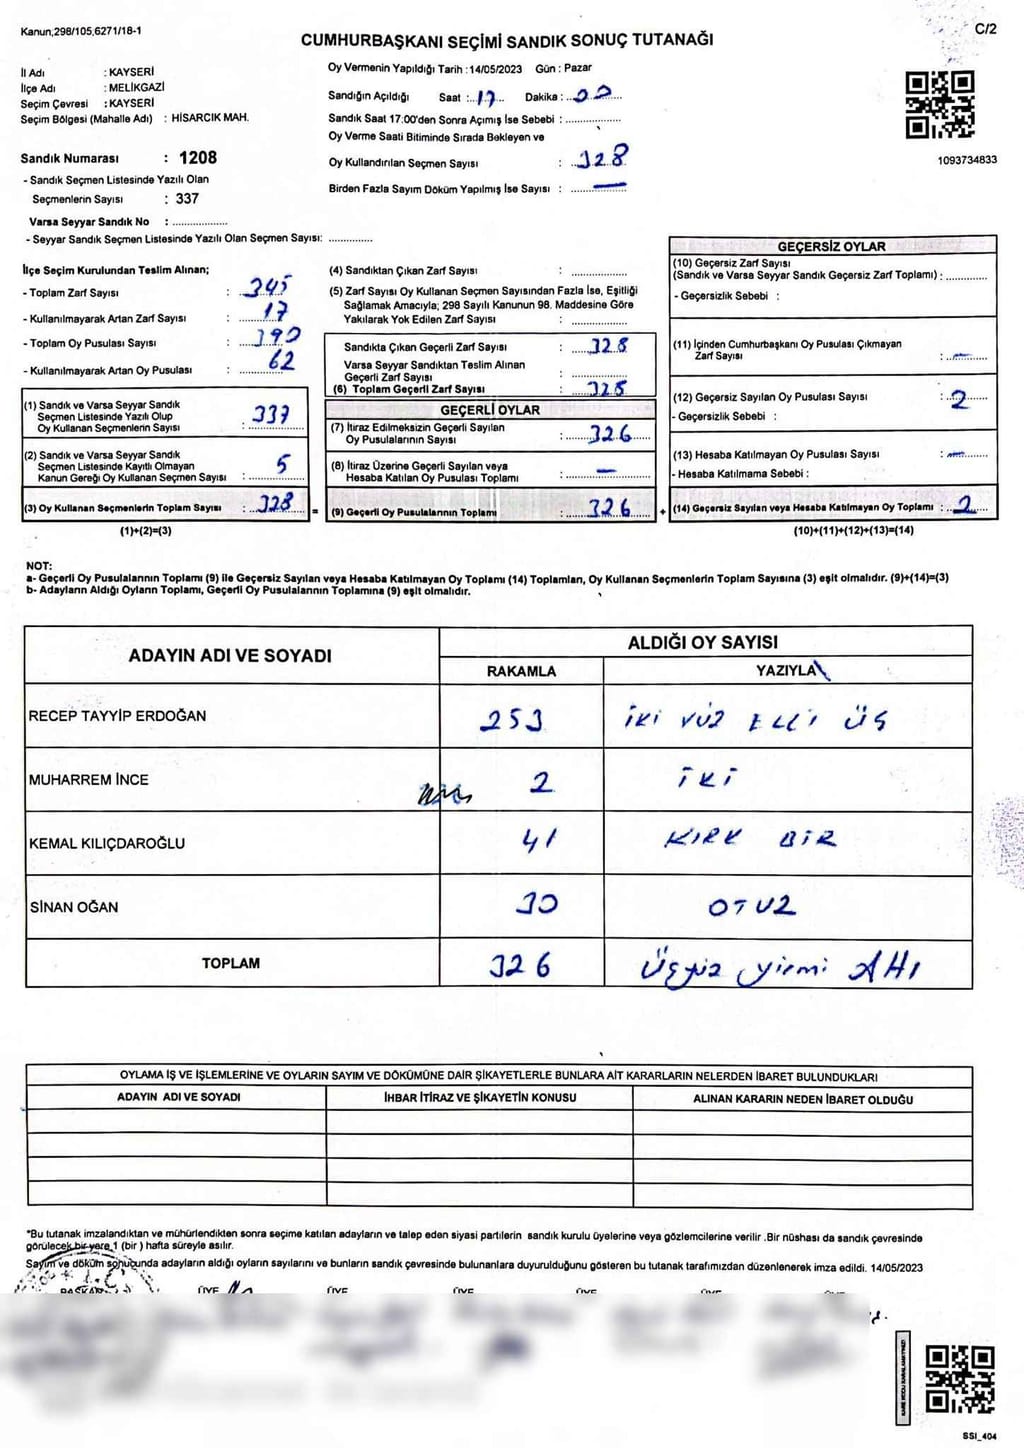 Kanun,298/105,6271/18-1
C/2
CUMHURBAŞKANI SEÇİMİ SANDIK SONUÇ TUTANAĞI
İl Adı : KAYSERİ
İlçe Adı : MELİKGAZİ
Seçim Çevresi : KAYSERİ
Seçim Bölgesi (Mahalle Adı) : HİSARCIK MAH.
Oy Vermenin Yapıldığı Tarih :14/05/2023 Gün : Pazar
Sandığın Açıldığı Saat :..17... Dakika :..00......
Sandık Saat 17:00'den Sonra Açımış İse Sebebi : ..................
Oy Verme Saati Bitiminde Sırada Bekleyen ve
Oy Kullandırılan Seçmen Sayısı : ..328
Birden Fazla Sayım Döküm Yapılmış İse Sayısı : ......—......
1093734833
Sandık Numarası : 1208
- Sandık Seçmen Listesinde Yazılı Olan
Seçmenlerin Sayısı : 337
Varsa Seyyar Sandık No : ..................
- Seyyar Sandık Seçmen Listesinde Yazılı Olan Seçmen Sayısı: ..............
İlçe Seçim Kurulundan Teslim Alınan;
- Toplam Zarf Sayısı : 345
- Kullanılmayarak Artan Zarf Sayısı : 17
- Toplam Oy Pusulası Sayısı : 390
- Kullanılmayarak Artan Oy Pusulası : 62
(1) Sandık ve Varsa Seyyar Sandık
Seçmen Listesinde Yazılı Olup
Oy Kullanan Seçmenlerin Sayısı : 337
(2) Sandık ve Varsa Seyyar Sandık
Seçmen Listesinde Kayıtlı Olmayan
Kanun Gereği Oy Kullanan Seçmen Sayısı : 5
(3) Oy Kullanan Seçmenlerin Toplam Sayısı : 328 =
(1)+(2)=(3)
(4) Sandıktan Çıkan Zarf Sayısı : ..............
(5) Zarf Sayısı Oy Kullanan Seçmen Sayısından Fazla İse, Eşitliği
Sağlamak Amacıyla; 298 Sayılı Kanunun 98. Maddesine Göre
Yakılarak Yok Edilen Zarf Sayısı : ..............
Sandıkta Çıkan Geçerli Zarf Sayısı : 328
Varsa Seyyar Sandıktan Teslim Alınan
Geçerli Zarf Sayısı : ..............
(6) Toplam Geçerli Zarf Sayısı : 328
GEÇERLİ OYLAR
(7) İtiraz Edilmeksizin Geçerli Sayılan
Oy Pusulalarının Sayısı : 326
(8) İtiraz Üzerine Geçerli Sayılan veya
Hesaba Katılan Oy Pusulası Toplamı : —
(9) Geçerli Oy Pusulalarının Toplamı : 326 +
GEÇERSİZ OYLAR
(10) Geçersiz Zarf Sayısı
(Sandık ve Varsa Seyyar Sandık Geçersiz Zarf Toplamı) : ............
- Geçersizlik Sebebi :
(11) İçinden Cumhurbaşkanı Oy Pusulası Çıkmayan
Zarf Sayısı : —
(12) Geçersiz Sayılan Oy Pusulası Sayısı : 2
- Geçersizlik Sebebi :
(13) Hesaba Katılmayan Oy Pusulası Sayısı : —
- Hesaba Katılmama Sebebi :
(14) Geçersiz Sayılan veya Hesaba Katılmayan Oy Toplamı : 2
(10)+(11)+(12)+(13)=(14)
NOT:
a- Geçerli Oy Pusulalarının Toplamı (9) ile Geçersiz Sayılan veya Hesaba Katılmayan Oy Toplamı (14) Toplamları, Oy Kullanan Seçmenlerin Toplam Sayısına (3) eşit olmalıdır. (9)+(14)=(3)
b- Adayların Aldığı Oyların Toplamı, Geçerli Oy Pusulalarının Toplamına (9) eşit olmalıdır.
ADAYIN ADI VE SOYADI
ALDIĞI OY SAYISI
RAKAMLA YAZIYLA
RECEP TAYYİP ERDOĞAN 253 İKİ YÜZ ELLİ ÜÇ
MUHARREM İNCE 2 İKİ
KEMAL KILIÇDAROĞLU 41 KIRK BİR
SİNAN OĞAN 30 OTUZ
TOPLAM 326 Üçyüz yirmi Altı
OYLAMA İŞ VE İŞLEMLERİNE VE OYLARIN SAYIM VE DÖKÜMÜNE DAİR ŞİKAYETLERLE BUNLARA AİT KARARLARIN NELERDEN İBARET BULUNDUKLARI
ADAYIN ADI VE SOYADI İHBAR İTİRAZ VE ŞİKAYETİN KONUSU ALINAN KARARIN NEDEN İBARET OLDUĞU
*Bu tutanak imzalandıktan ve mühürlendikten sonra seçime katılan adayların ve talep eden siyasi partilerin sandık kurulu üyelerine veya gözlemcilerine verilir .Bir nüshası da sandık çevresinde
görülecek bir yere 1 (bir ) hafta süreyle asılır.
Sayım ve döküm sonucunda adayların aldığı oyların sayılarını ve bunların sandık çevresinde bulunanlara duyurulduğunu gösteren bu tutanak tarafımızdan düzenlenerek imza edildi. 14/05/2023
BAŞKAN ÜYE ÜYE ÜYE ÜYE ÜYE
SSI_404